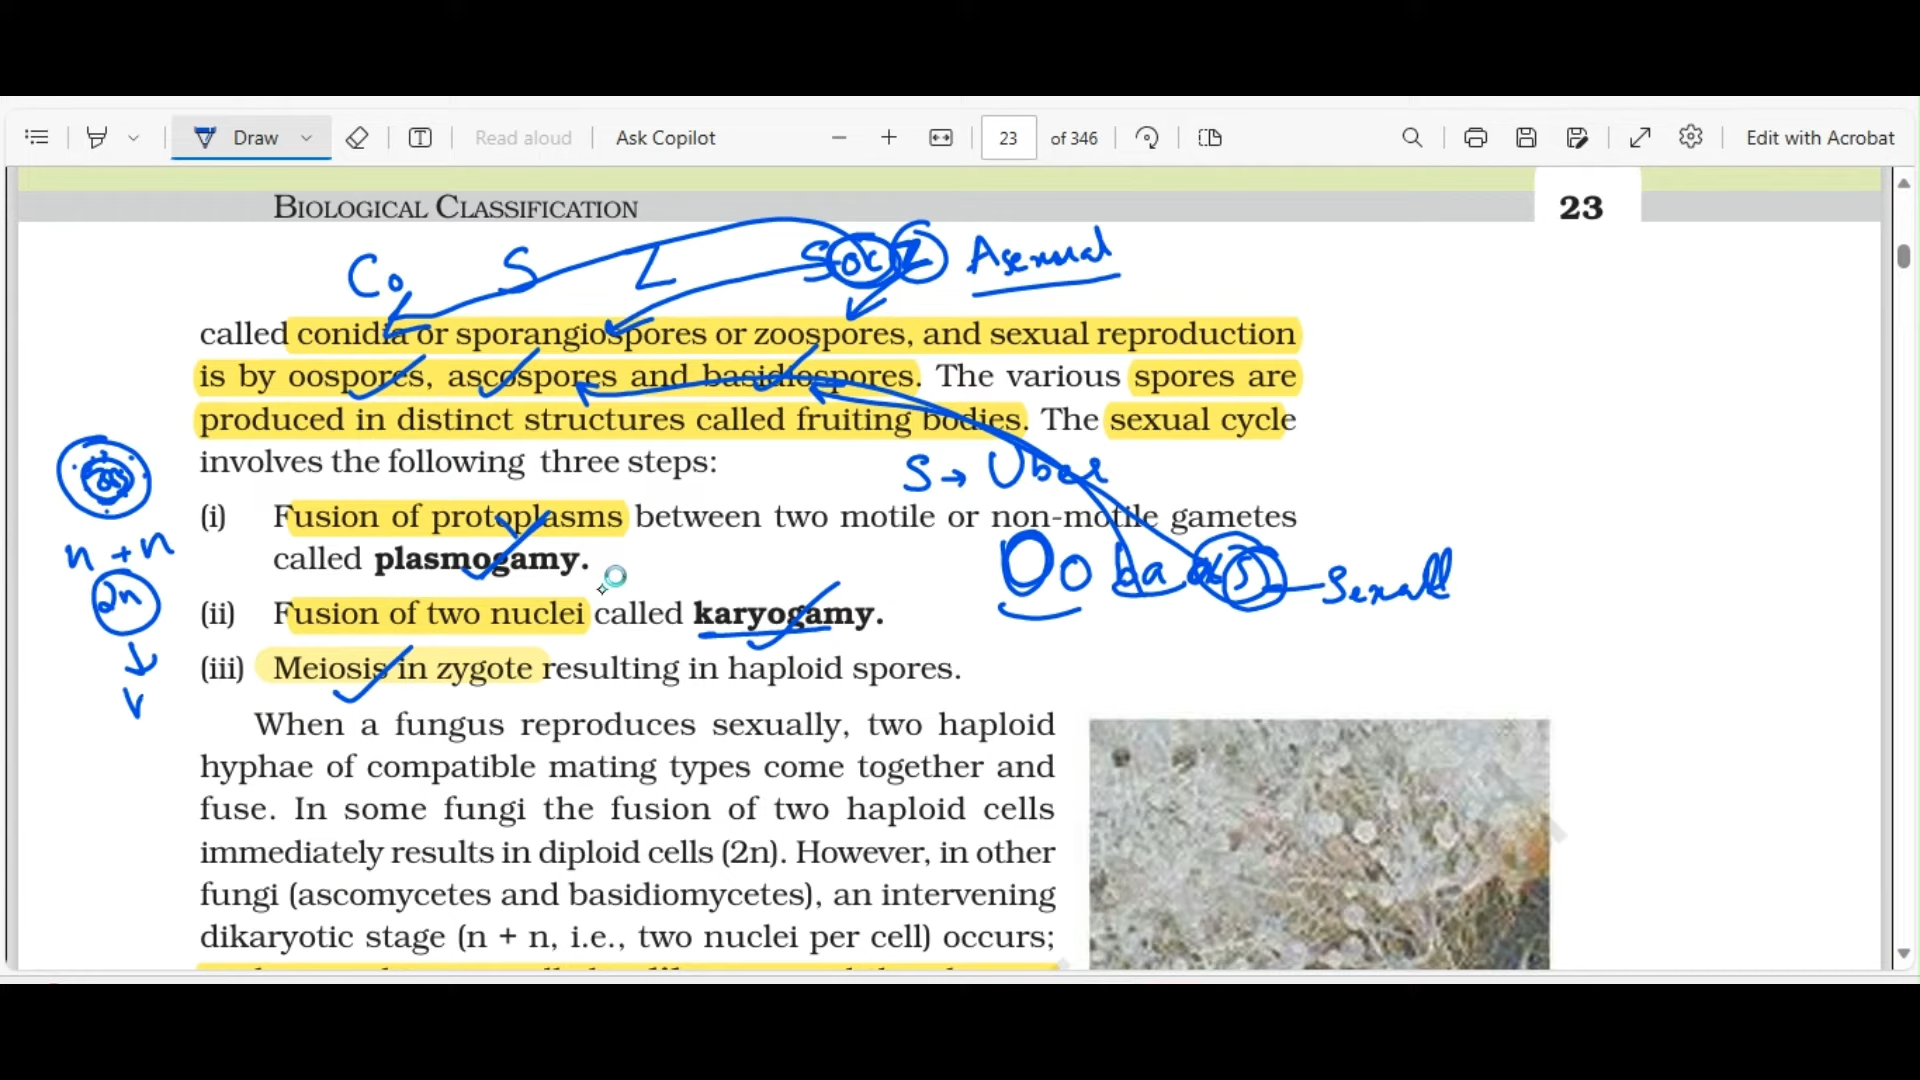 Draw
Read aloud
Ask Copilot
23
of 346
Edit with Acrobat
BIOLOGICAL CLASSIFICATION
23
Co S Z
Asexual
called conidia or sporangiospores or zoospores, and sexual reproduction
is by oospores, ascospores and basidiospores. The various spores are
produced in distinct structures called fruiting bodies. The sexual cycle
involves the following three steps:
S → Uber
(i) Fusion of protoplasms between two motile or non-motile gametes
called plasmogamy.
n + n
Oo ba
Sexual
2n
(ii) Fusion of two nuclei called karyogamy.
(iii) Meiosis in zygote resulting in haploid spores.
When a fungus reproduces sexually, two haploid
hyphae of compatible mating types come together and
fuse. In some fungi the fusion of two haploid cells
immediately results in diploid cells (2n). However, in other
fungi (ascomycetes and basidiomycetes), an intervening
dikaryotic stage (n + n, i.e., two nuclei per cell) occurs;